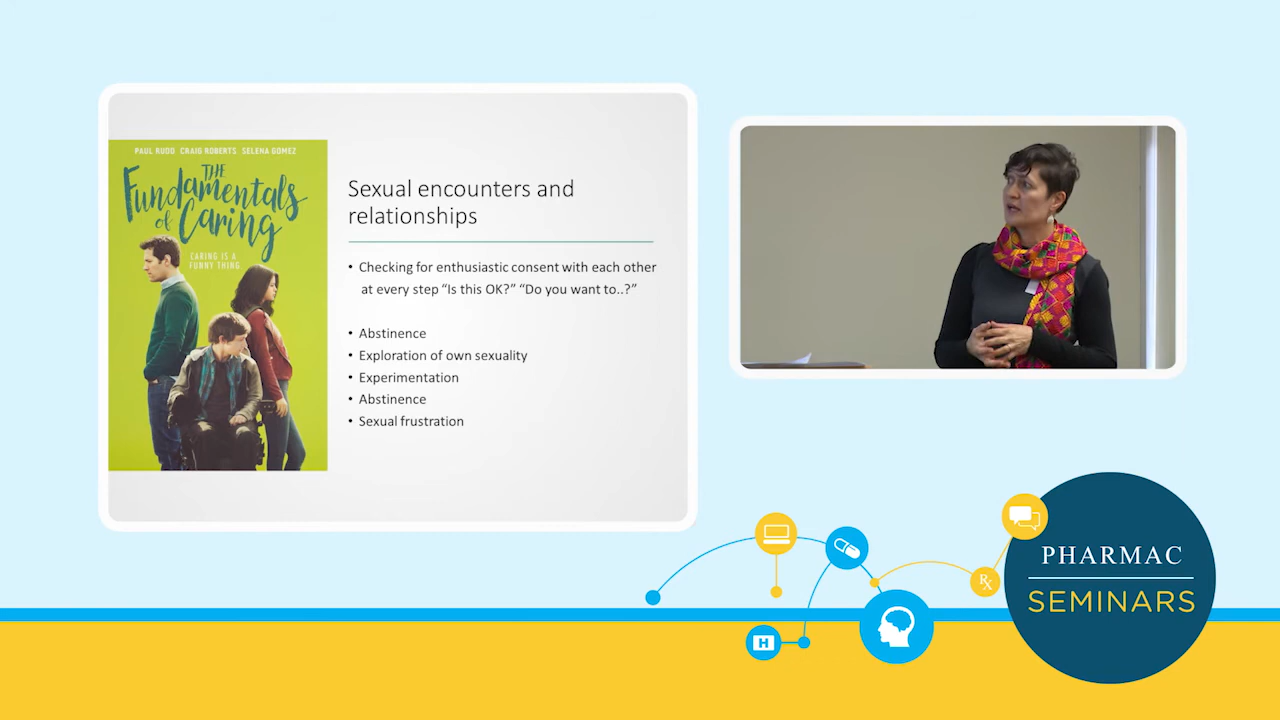 PAUL RUDD CRAIG ROBERTS SELENA GOMEZ
THE
Fundamentals
of Caring
CARING IS A
FUNNY THING
Sexual encounters and
relationships
• Checking for enthusiastic consent with each other
at every step “Is this OK?” “Do you want to..?”
• Abstinence
• Exploration of own sexuality
• Experimentation
• Abstinence
• Sexual frustration
H
Rx
PHARMAC
SEMINARS